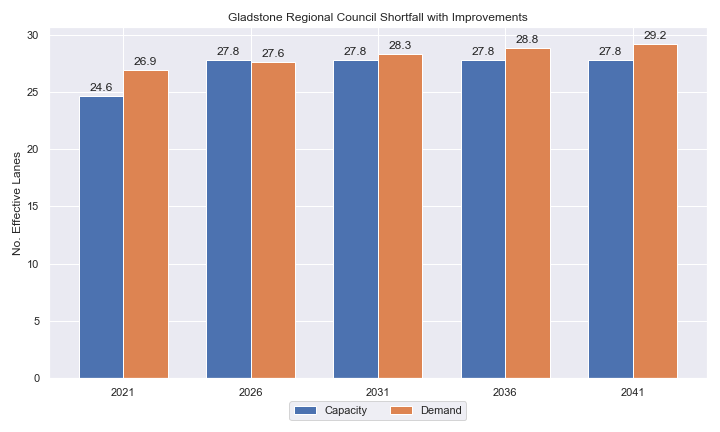 Gladstone Regional Council Shortfall with Improvements
No. Effective Lanes
30
25
20
15
10
5
0
24.6 26.9 27.8 27.6 27.8 28.3 27.8 28.8 27.8 29.2
2021 2026 2031 2036 2041
Capacity Demand